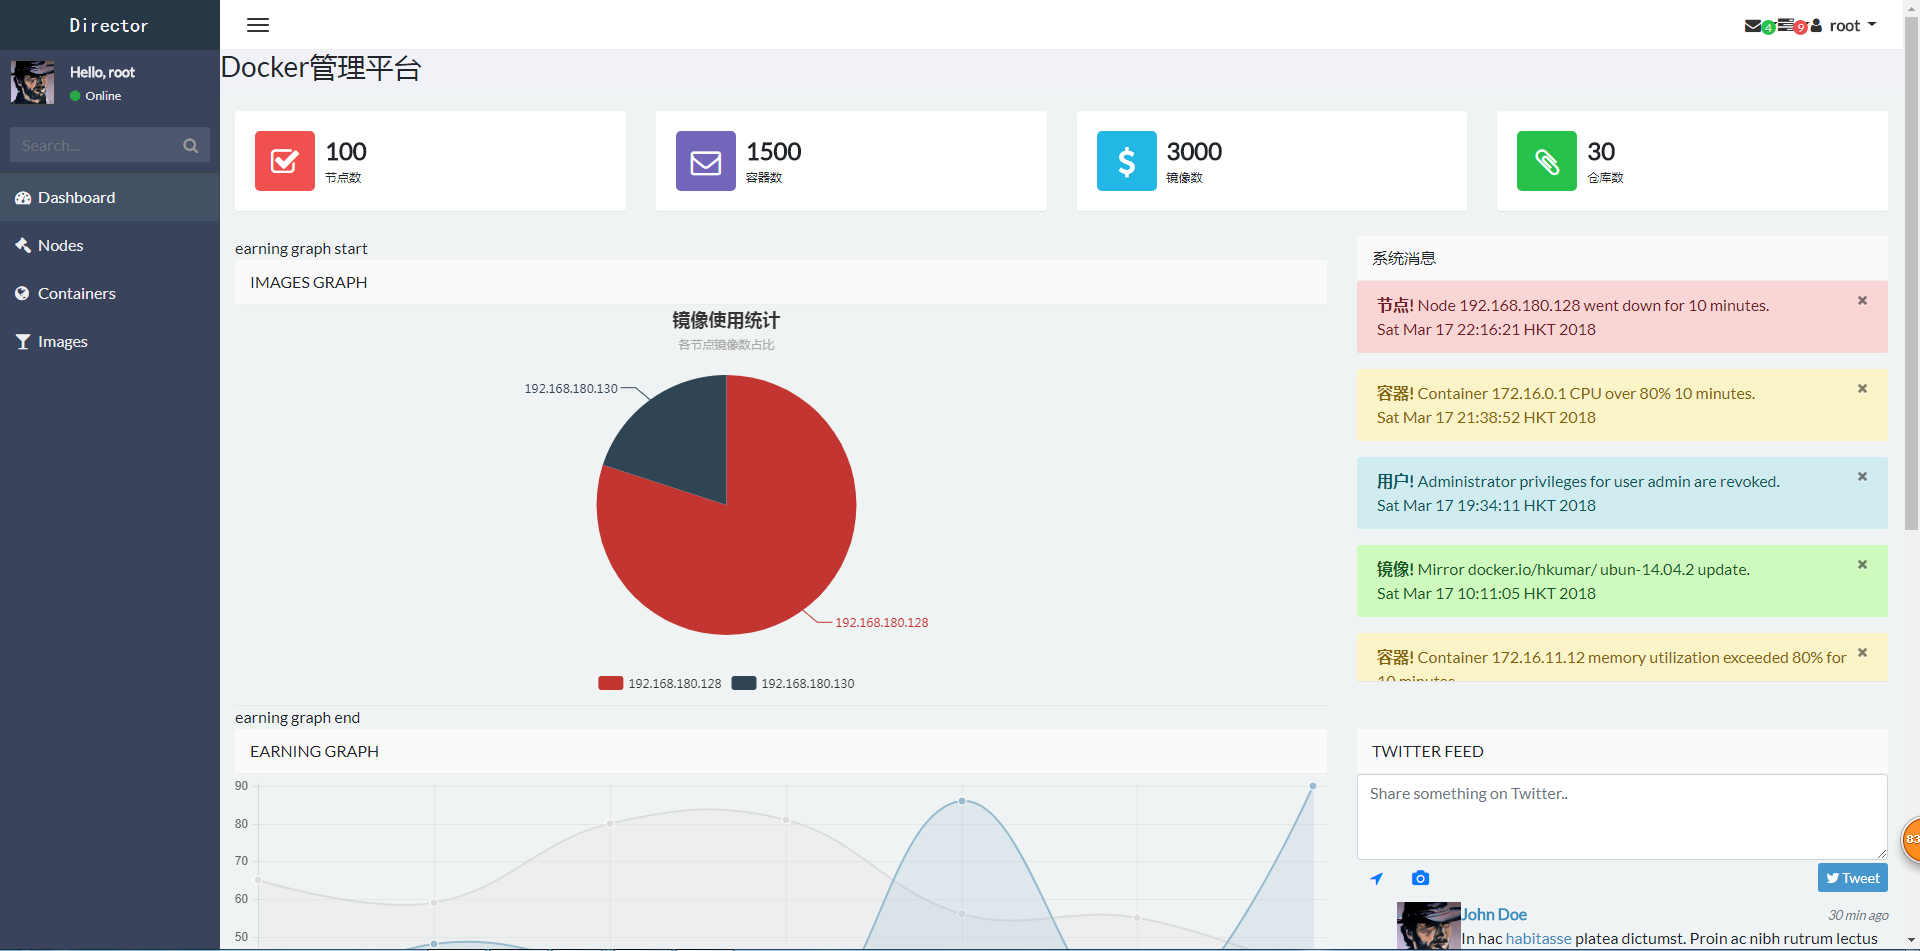 Director
4
9
root
Hello, root
Online
Search...
Dashboard
Nodes
Containers
Images
Docker管理平台
100
节点数
1500
容器数
3000
镜像数
30
仓库数
earning graph start
IMAGES GRAPH
镜像使用统计
各节点镜像数占比
192.168.180.130
192.168.180.128
192.168.180.128
192.168.180.130
earning graph end
系统消息
节点! Node 192.168.180.128 went down for 10 minutes.
Sat Mar 17 22:16:21 HKT 2018
容器! Container 172.16.0.1 CPU over 80% 10 minutes.
Sat Mar 17 21:38:52 HKT 2018
用户! Administrator privileges for user admin are revoked.
Sat Mar 17 19:34:11 HKT 2018
镜像! Mirror docker.io/hkumar/ ubun-14.04.2 update.
Sat Mar 17 10:11:05 HKT 2018
容器! Container 172.16.11.12 memory utilization exceeded 80% for
10 minutes
EARNING GRAPH
90
80
70
60
50
TWITTER FEED
Share something on Twitter..
Tweet
John Doe
30 min ago
In hac habitasse platea dictumst. Proin ac nibh rutrum lectus
83